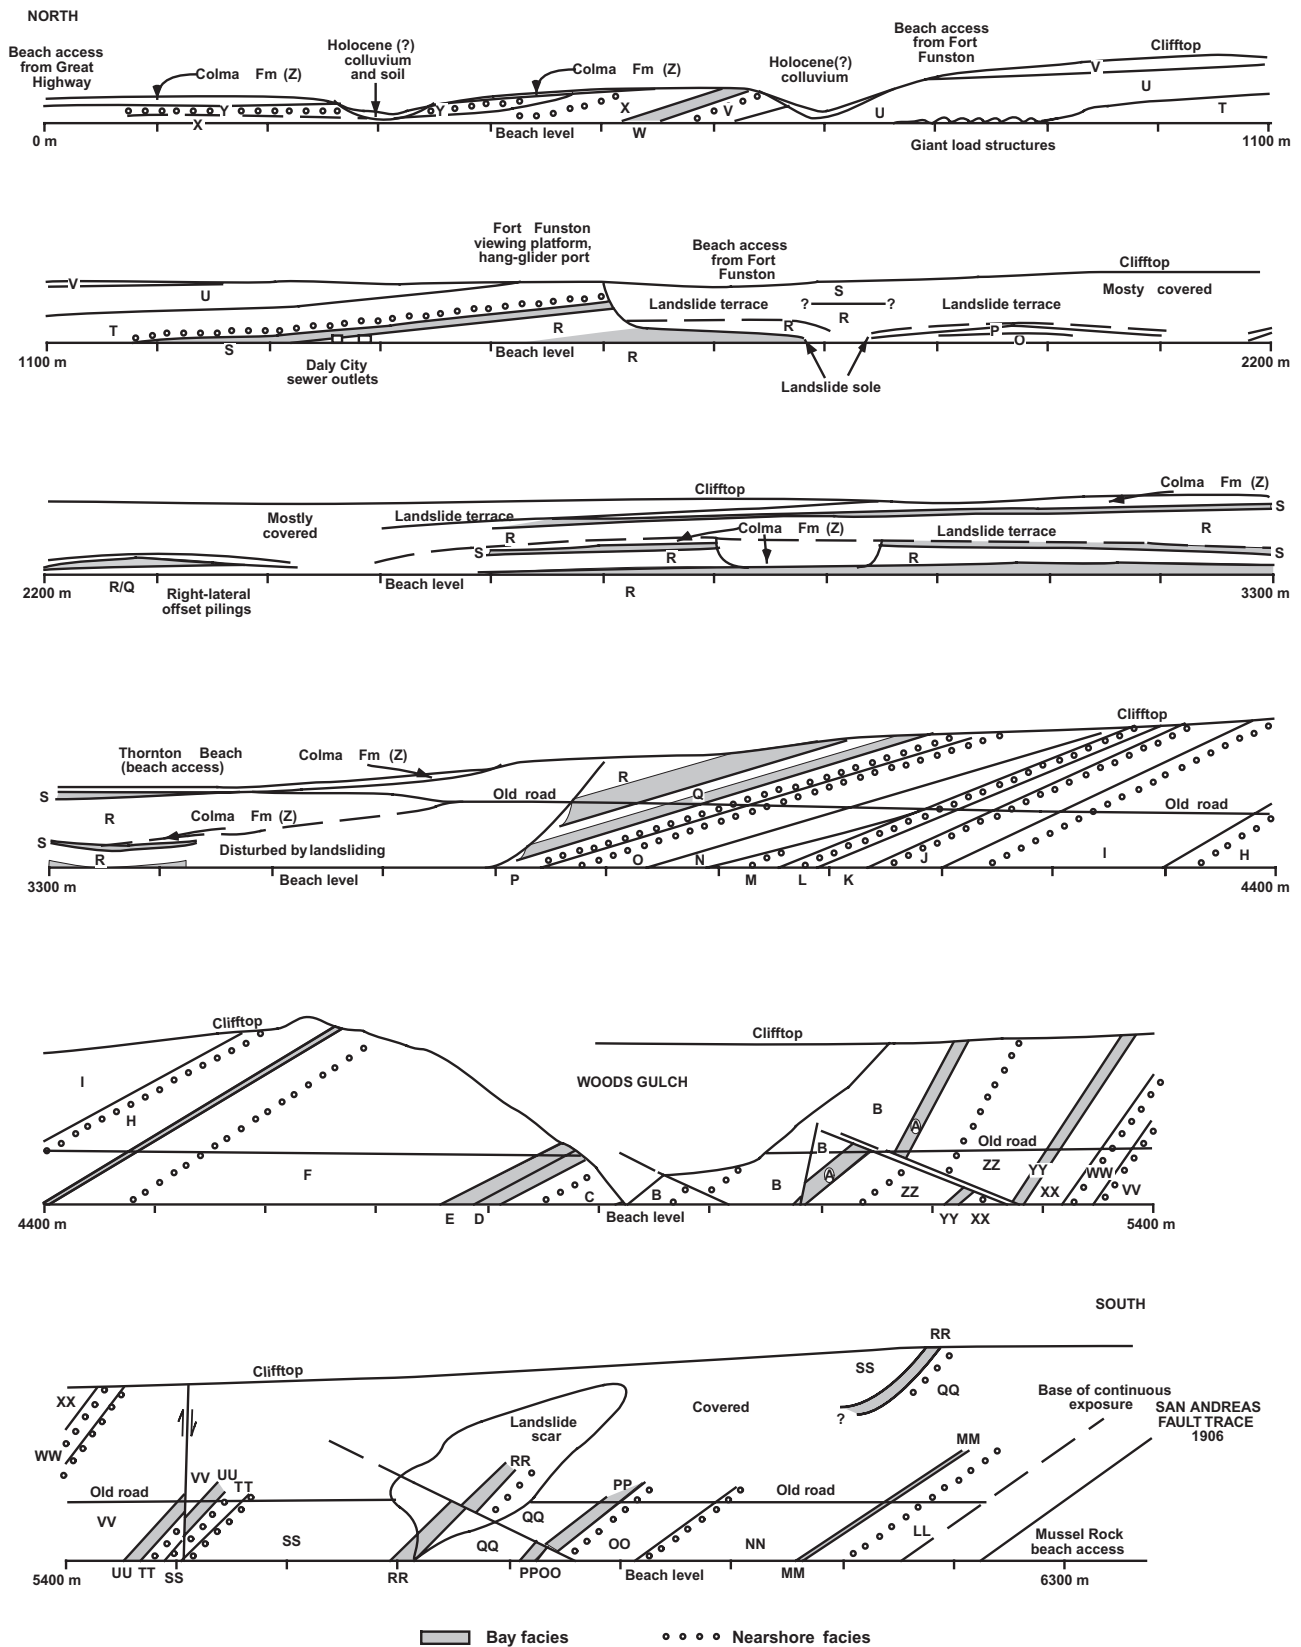 NORTH
Beach access
from Great
Highway
Colma Fm (Z)
Holocene (?)
colluvium
and soil
Colma Fm (Z)
Holocene(?)
colluvium
Beach access
from Fort
Funston
Clifftop
V
U
T
Y
X
Y
X
V
U
Beach level
W
0 m
Giant load structures
1100 m
Fort Funston
viewing platform,
hang-glider port
Beach access
from Fort
Funston
Clifftop
Mosty covered
V
U
S
Landslide terrace
?
?
Landslide terrace
T
R
R
R
P
O
S
Beach level
R
1100 m
Daly City
sewer outlets
Landslide sole
2200 m
Clifftop
Colma Fm (Z)
S
Mostly
covered
Landslide terrace
Colma Fm (Z)
Landslide terrace
R
R
S
R
R
S
Beach level
2200 m
R/Q
Right-lateral
offset pilings
R
3300 m
Clifftop
Thornton Beach
(beach access)
Colma Fm (Z)
S
R
Old road
Q
Old road
R
Colma Fm (Z)
S
Disturbed by landsliding
R
O
N
J
I
H
3300 m
Beach level
P
M
L
K
4400 m
Clifftop
Clifftop
I
WOODS GULCH
H
B
A
B
Old road
F
A
ZZ
YY
WW
C
B
B
ZZ
XX
VV
4400 m
E
D
Beach level
YY
XX
5400 m
SOUTH
RR
Clifftop
SS
XX
QQ
Covered
Base of continuous
exposure
SAN ANDREAS
FAULT TRACE
1906
?
Landslide
scar
WW
MM
RR
VV
UU
TT
PP
Old road
Old road
VV
QQ
LL
SS
QQ
OO
NN
Mussel Rock
beach access
5400 m
UU
TT
SS
RR
PPOO
Beach level
MM
6300 m
Bay facies
Nearshore facies